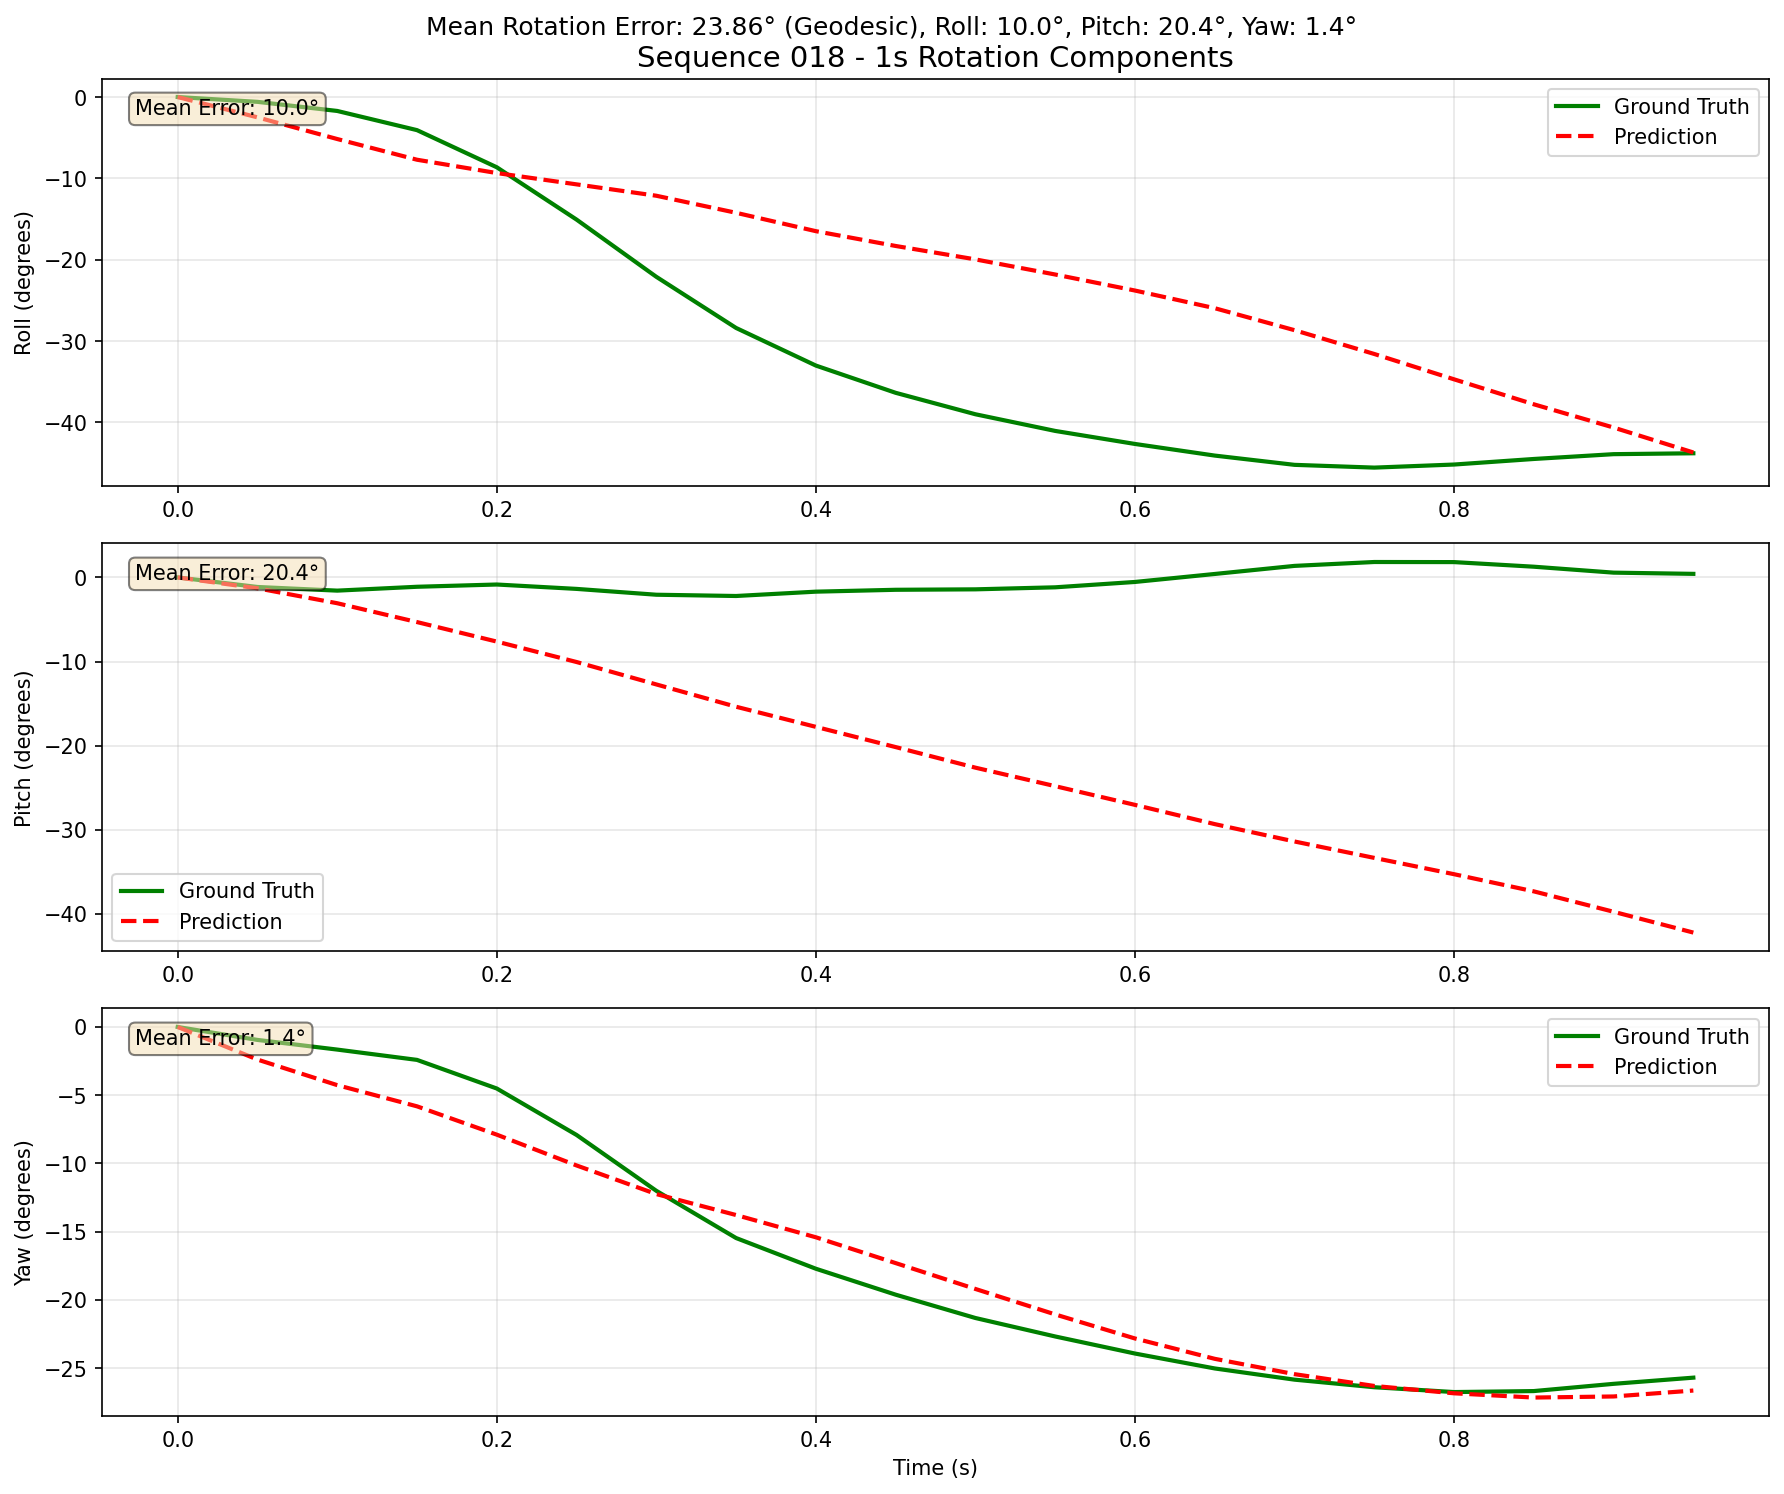 Mean Rotation Error: 23.86° (Geodesic), Roll: 10.0°, Pitch: 20.4°, Yaw: 1.4°
Sequence 018 - 1s Rotation Components
Mean Error: 10.0°
Ground Truth
Prediction
Roll (degrees)
0
−10
−20
−30
−40
0.0 0.2 0.4 0.6 0.8
Mean Error: 20.4°
Ground Truth
Prediction
Pitch (degrees)
0
−10
−20
−30
−40
0.0 0.2 0.4 0.6 0.8
Mean Error: 1.4°
Ground Truth
Prediction
Yaw (degrees)
0
−5
−10
−15
−20
−25
0.0 0.2 0.4 0.6 0.8
Time (s)